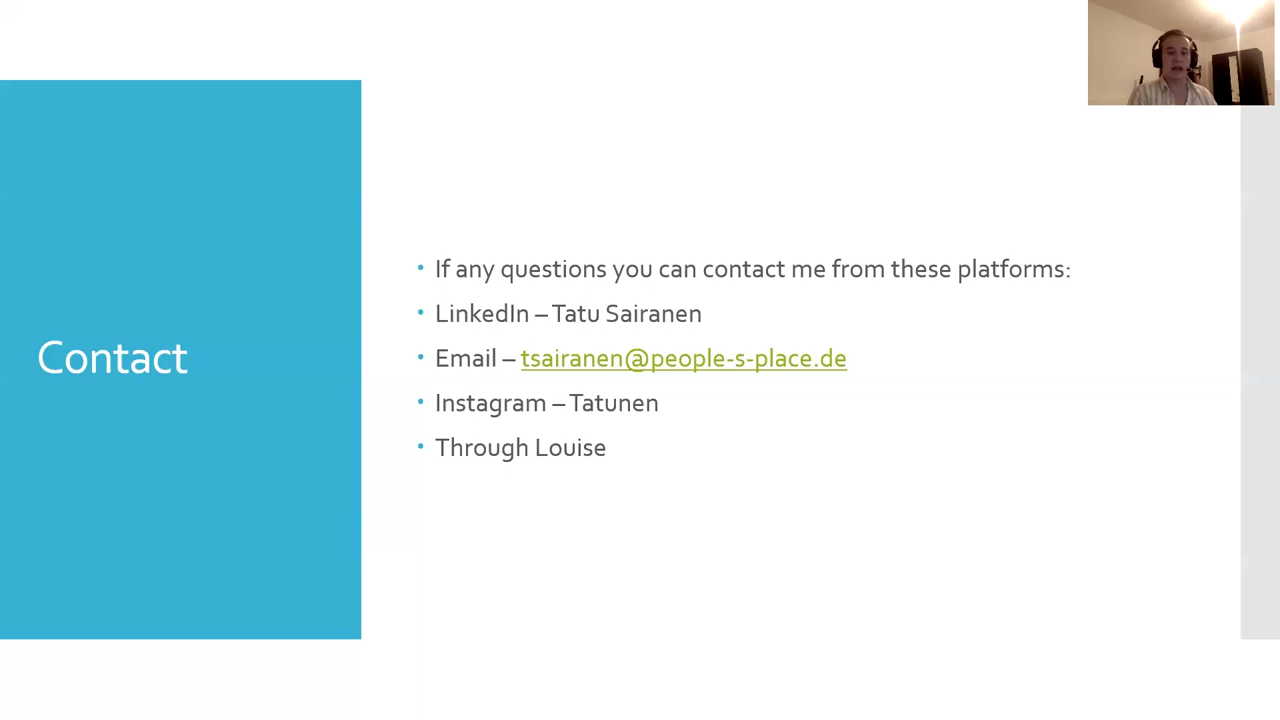 Contact
• If any questions you can contact me from these platforms:
• LinkedIn – Tatu Sairanen
• Email – tsairanen@people-s-place.de
• Instagram – Tatunen
• Through Louise